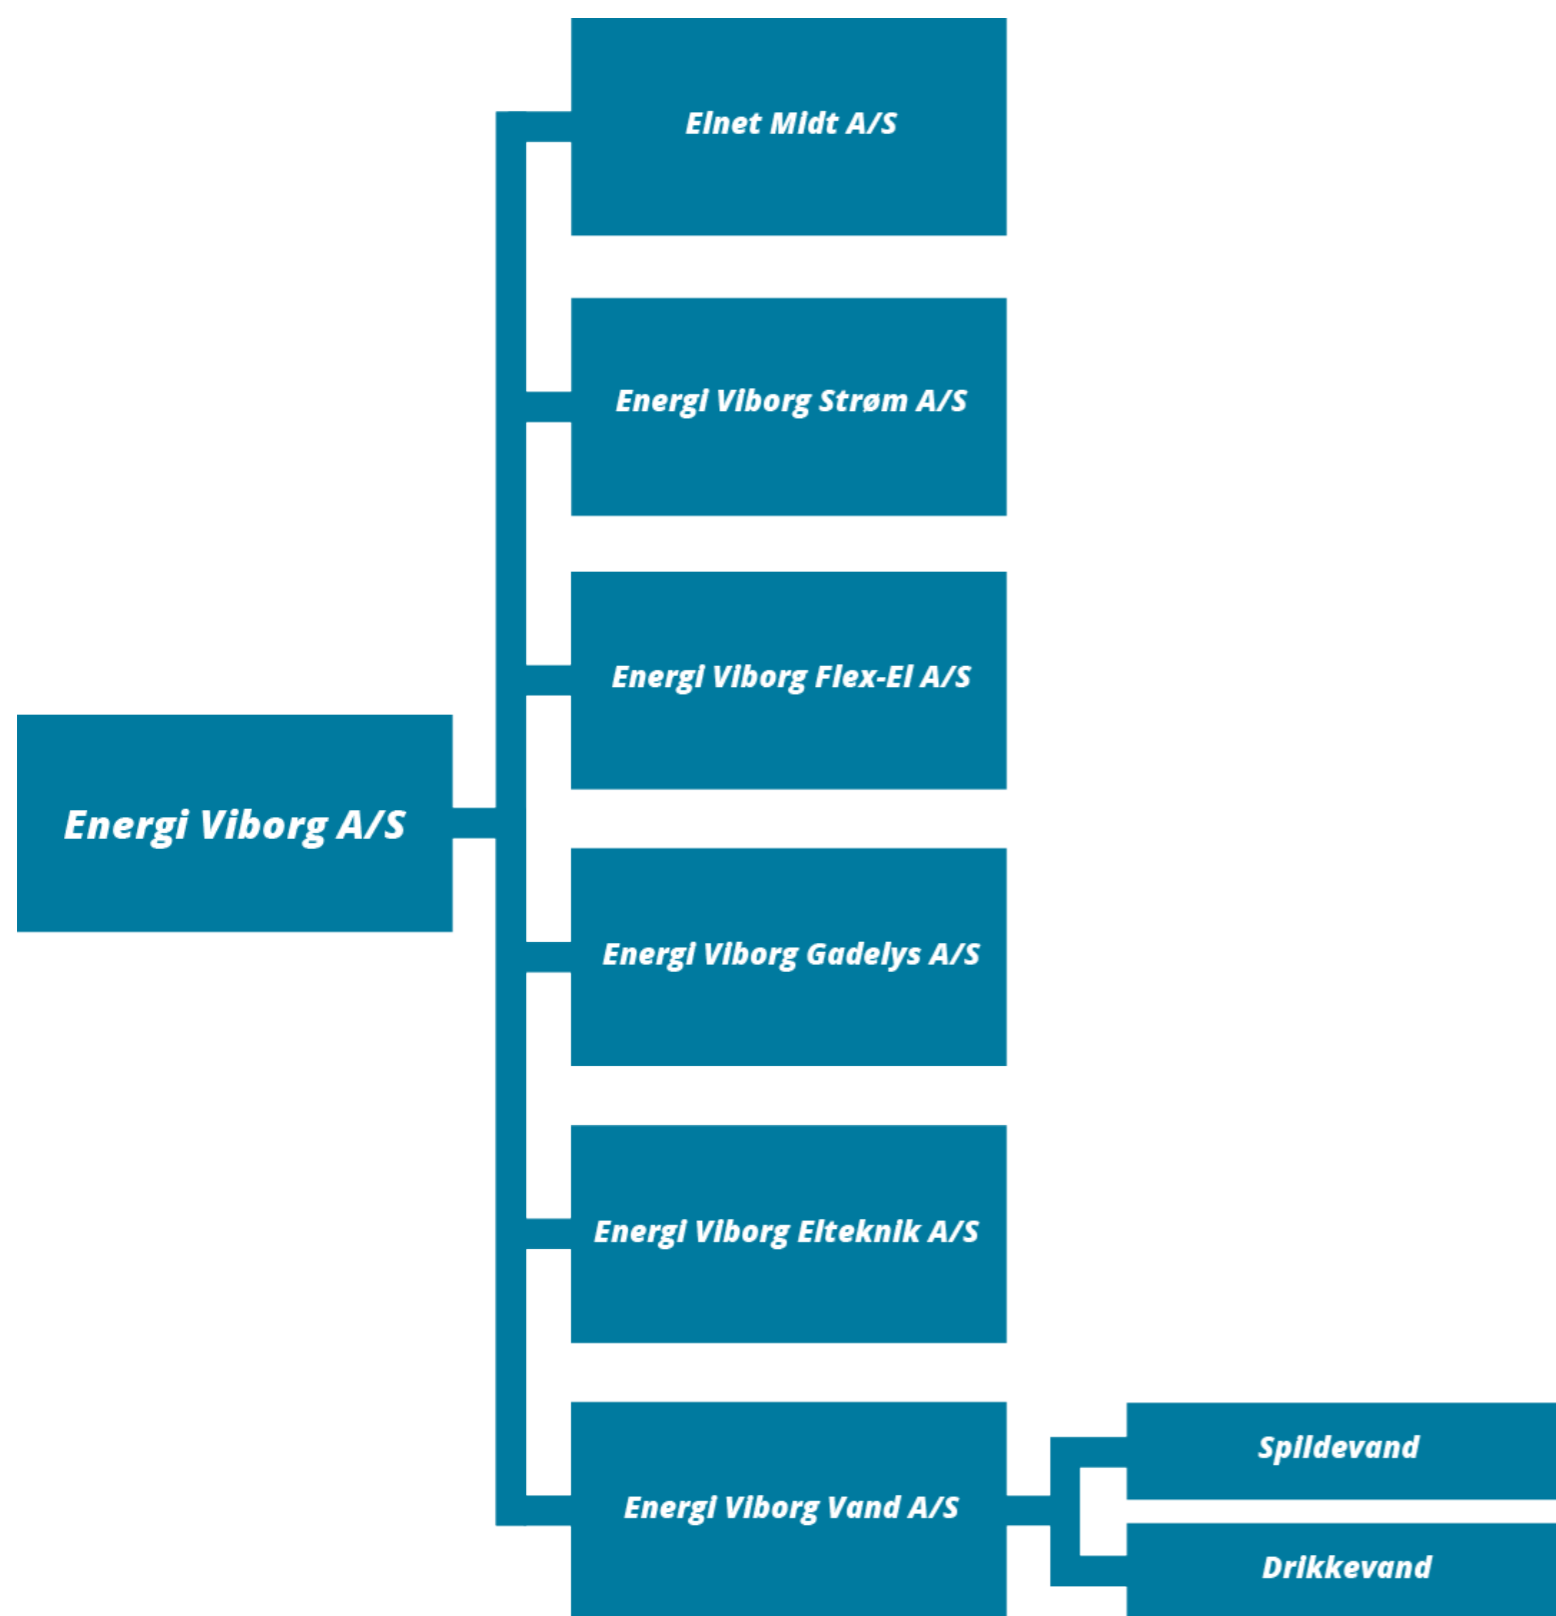 Elnet Midt A/S
Energi Viborg Strøm A/S
Energi Viborg Flex-El A/S
Energi Viborg A/S
Energi Viborg Gadelys A/S
Energi Viborg Elteknik A/S
Energi Viborg Vand A/S
Spildevand
Drikkevand